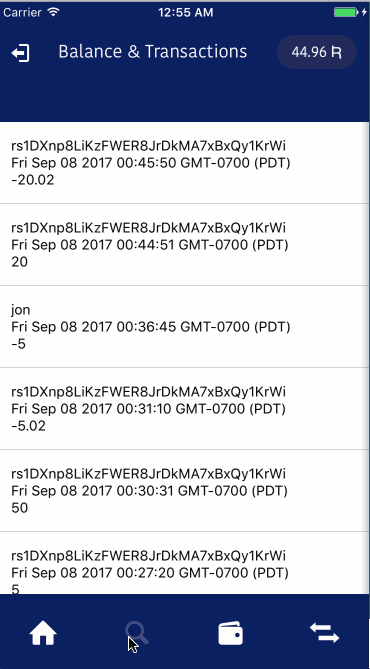 Carrier 12:55 AM
Balance & Transactions 44.96
rs1DXnp8LiKzFWER8JrDkMA7xBxQy1KrWi
Fri Sep 08 2017 00:45:50 GMT-0700 (PDT)
-20.02
rs1DXnp8LiKzFWER8JrDkMA7xBxQy1KrWi
Fri Sep 08 2017 00:44:51 GMT-0700 (PDT)
20
jon
Fri Sep 08 2017 00:36:45 GMT-0700 (PDT)
-5
rs1DXnp8LiKzFWER8JrDkMA7xBxQy1KrWi
Fri Sep 08 2017 00:31:10 GMT-0700 (PDT)
-5.02
rs1DXnp8LiKzFWER8JrDkMA7xBxQy1KrWi
Fri Sep 08 2017 00:30:31 GMT-0700 (PDT)
50
rs1DXnp8LiKzFWER8JrDkMA7xBxQy1KrWi
Fri Sep 08 2017 00:27:20 GMT-0700 (PDT)
5